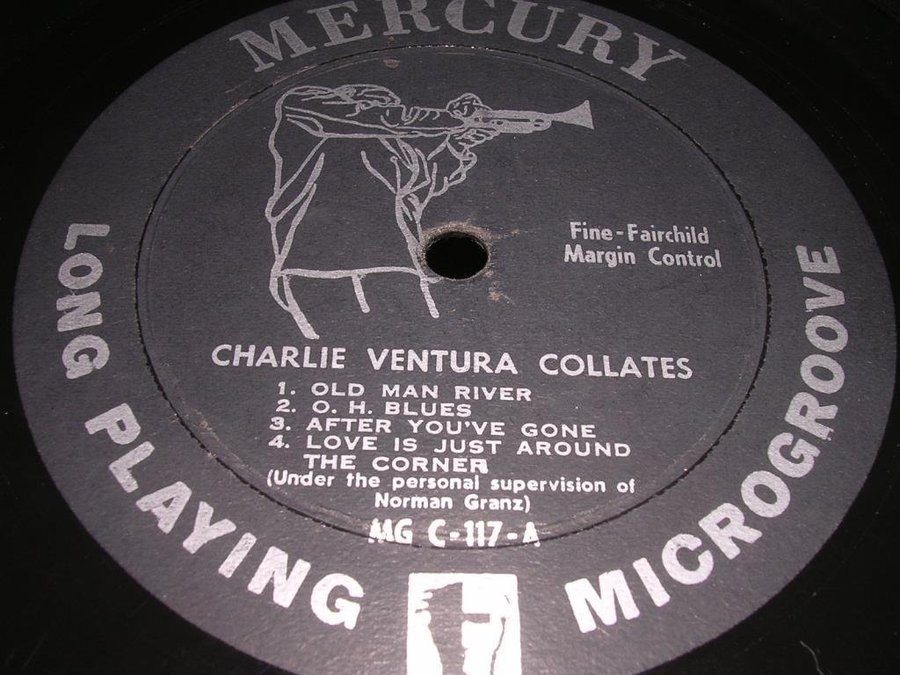 MERCURY
Fine-Fairchild
Margin Control
CHARLIE VENTURA COLLATES
1. OLD MAN RIVER
2. O. H. BLUES
3. AFTER YOU'VE GONE
4. LOVE IS JUST AROUND
THE CORNER
(Under the personal supervision of
Norman Granz)
MG C-117-A
LONG PLAYING
MICROGROOVE